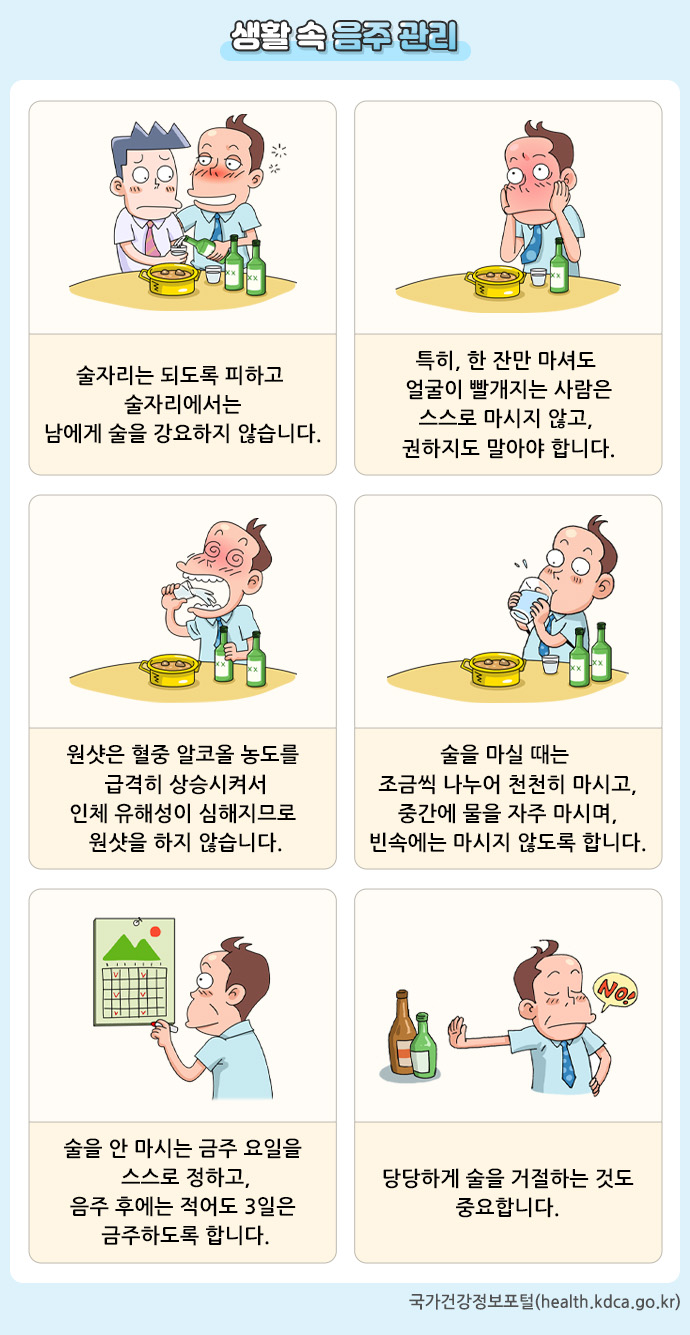 생활 속 음주 관리
술자리는 되도록 피하고
술자리에서는
남에게 술을 강요하지 않습니다.
특히, 한 잔만 마셔도
얼굴이 빨개지는 사람은
스스로 마시지 않고,
권하지도 말아야 합니다.
원샷은 혈중 알코올 농도를
급격히 상승시켜서
인체 유해성이 심해지므로
원샷을 하지 않습니다.
술을 마실 때는
조금씩 나누어 천천히 마시고,
중간에 물을 자주 마시며,
빈속에는 마시지 않도록 합니다.
술을 안 마시는 금주 요일을
스스로 정하고,
음주 후에는 적어도 3일은
금주하도록 합니다.
NO!
당당하게 술을 거절하는 것도
중요합니다.
국가건강정보포털(health.kdca.go.kr)